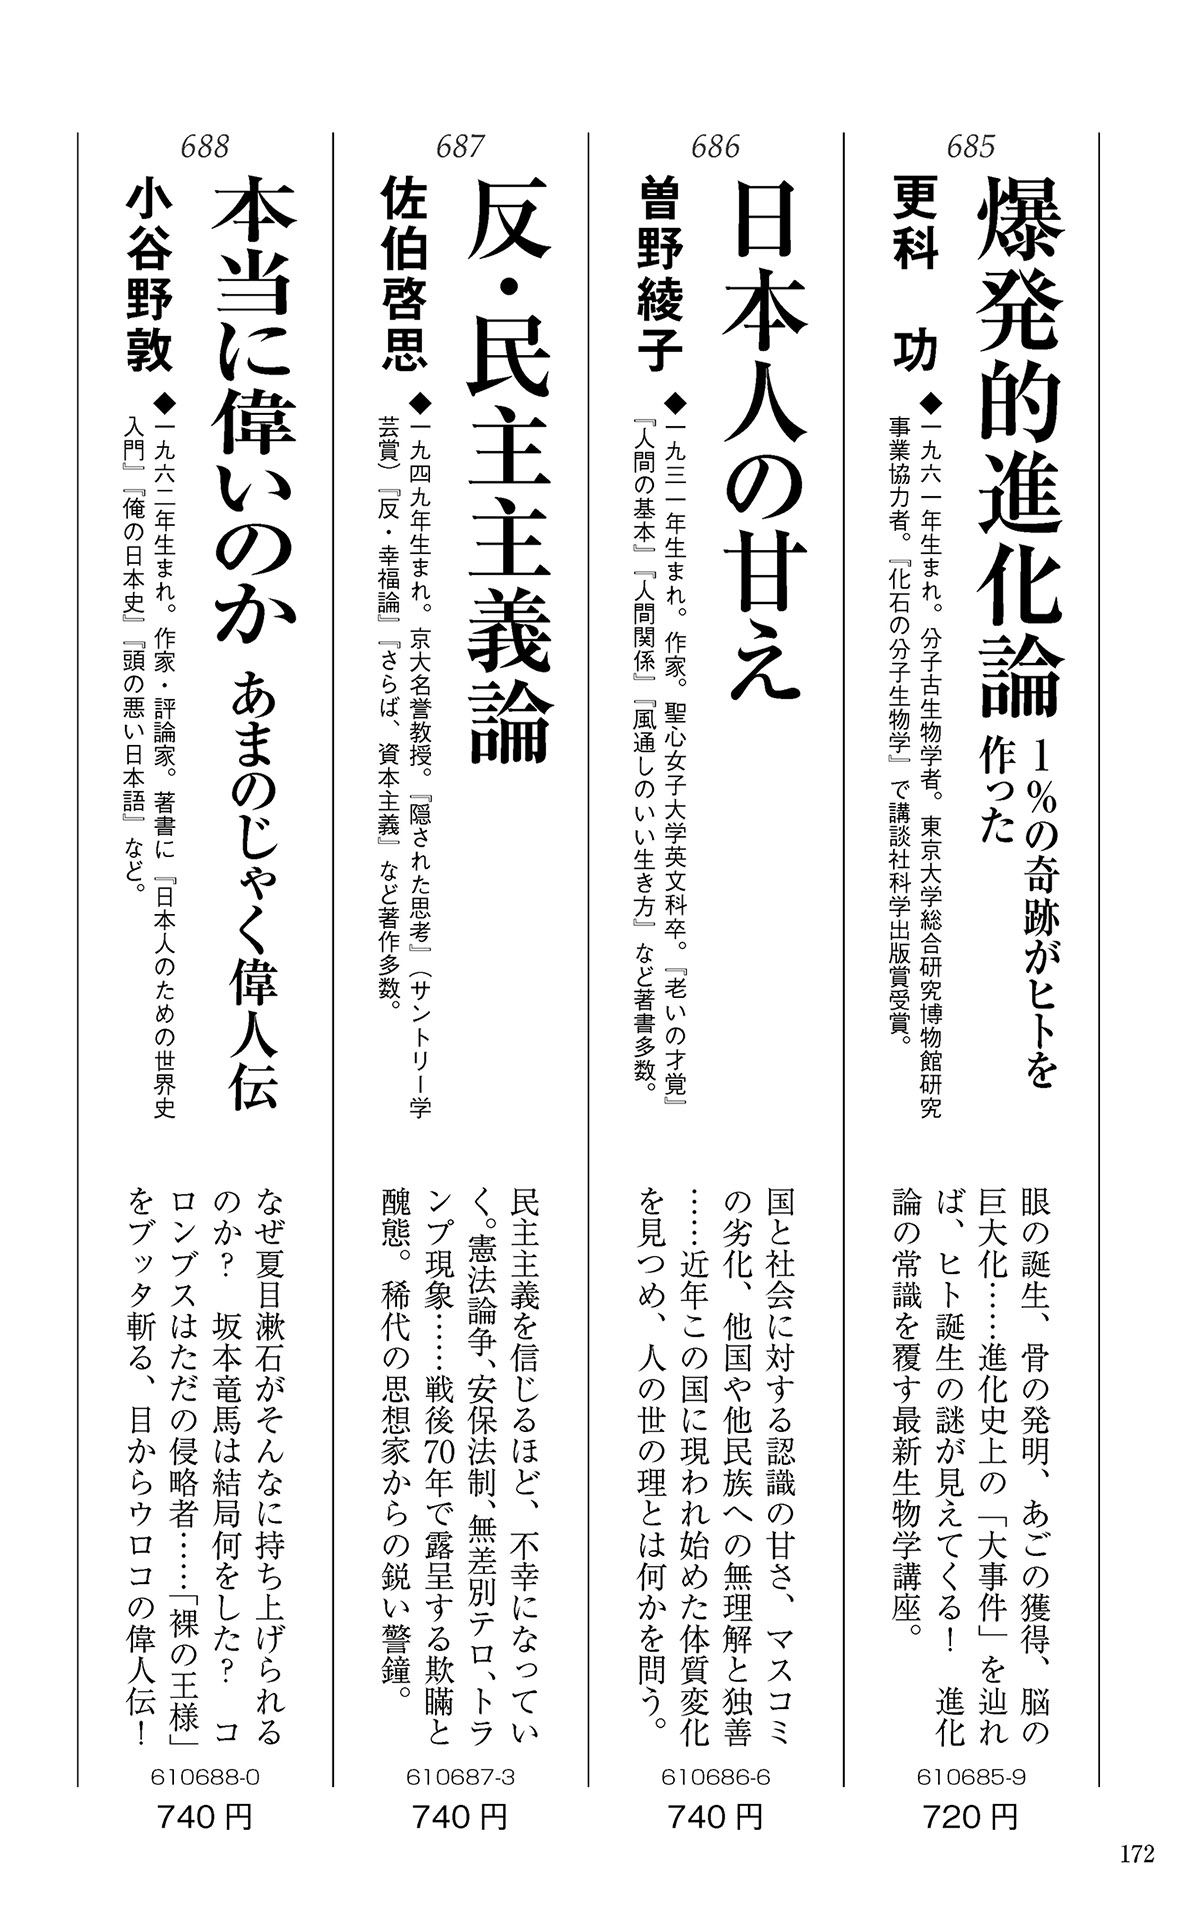 685
爆発的進化論
1%の奇跡がヒトを
作った
更科 功
◆一九六一年生まれ。分子古生物学者。東京大学総合研究博物館研究
事業協力者。『化石の分子生物学』で講談社科学出版賞受賞。
眼の誕生、骨の発明、あごの獲得、脳の
巨大化……進化史上の「大事件」を辿れ
ば、ヒト誕生の謎が見えてくる! 進化
論の常識を覆す最新生物学講座。
610685-9
720円
686
日本人の甘え
曽野綾子
◆一九三一年生まれ。作家。聖心女子大学英文科卒。『老いの才覚』
『人間の基本』『人間関係』『風通しのいい生き方』など著書多数。
国と社会に対する認識の甘さ、マスコミ
の劣化、他国や他民族への無理解と独善
……近年この国に現われ始めた体質変化
を見つめ、人の世の理とは何かを問う。
610686-6
740円
687
反・民主主義論
佐伯啓思
◆一九四九年生まれ。京大名誉教授。『隠された思考』(サントリー学
芸賞)『反・幸福論』『さらば、資本主義』など著作多数。
民主主義を信じるほど、不幸になってい
く。憲法論争、安保法制、無差別テロ、トラ
ンプ現象……戦後70年で露呈する欺瞞と
醜態。稀代の思想家からの鋭い警鐘。
610687-3
740円
688
本当に偉いのか あまのじゃく偉人伝
小谷野敦
◆一九六二年生まれ。作家・評論家。著書に『日本人のための世界史
入門』『俺の日本史』『頭の悪い日本語』など。
なぜ夏目漱石がそんなに持ち上げられる
のか? 坂本竜馬は結局何をした? コ
ロンブスはただの侵略者……「裸の王様」
をブッタ斬る、目からウロコの偉人伝!
610688-0
740円
172